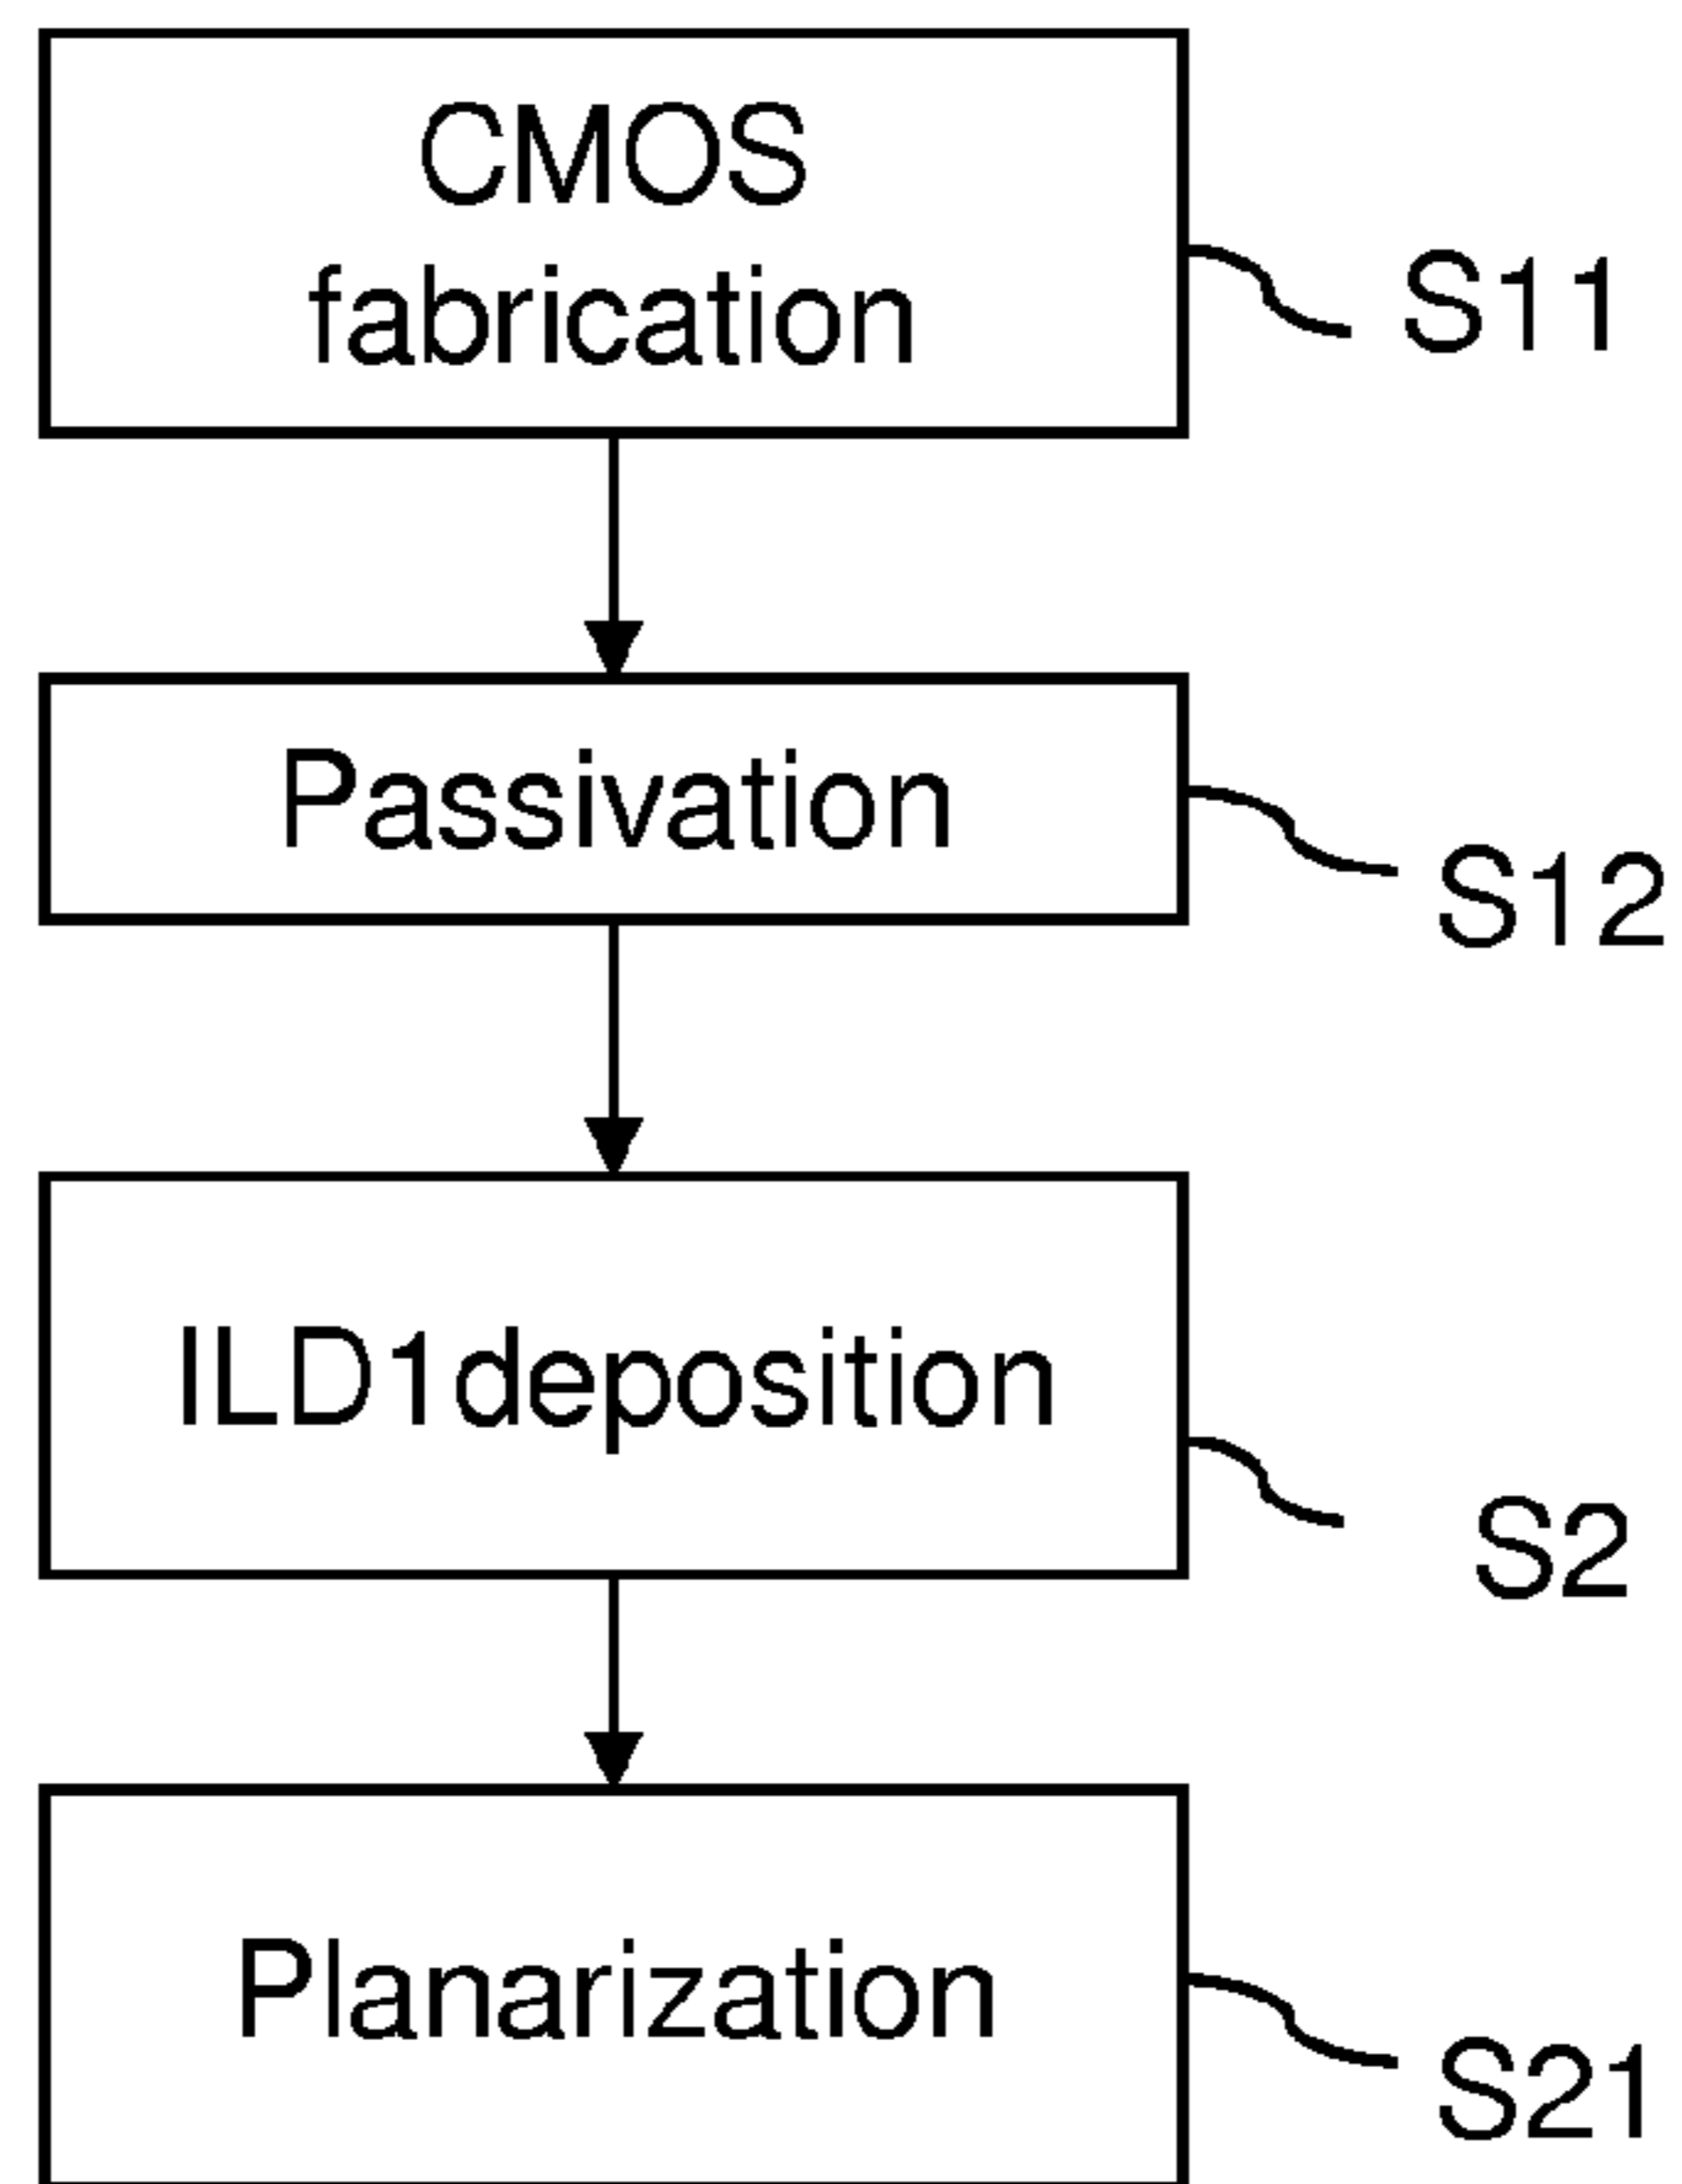 CMOS
fabrication
S11
Passivation
S12
ILD1deposition
S2
Planarization
S21